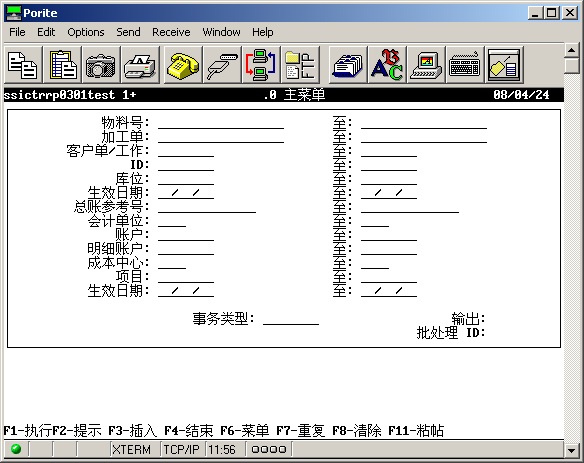 Porite
File Edit Options Send Receive Window Help
ssictrrp0301test 1+ .0 主菜单 08/04/24
物料号: 至:
加工单: 至:
客户单/工作: 至:
ID: 至:
库位: 至:
生效日期: / / 至: / /
总账参考号: 至:
会计单位: 至:
账户: 至:
明细账户: 至:
成本中心: 至:
项目: 至:
生效日期: / / 至: / /
事务类型: 输出:
批处理 ID:
F1-执行F2-提示 F3-插入 F4-结束 F6-菜单 F7-重复 F8-清除 F11-粘帖
XTERM TCP/IP 11:56